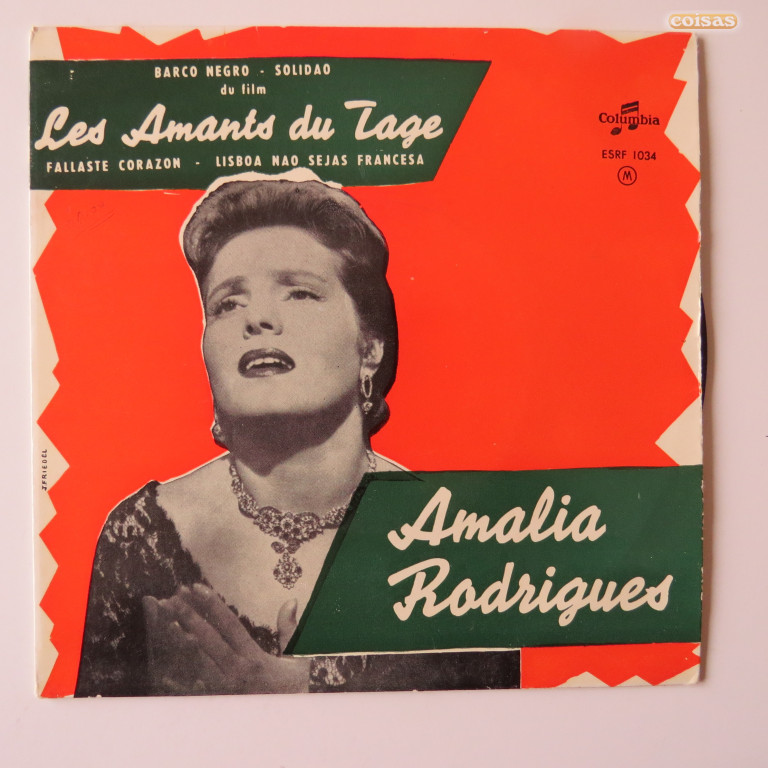 coisas
BARCO NEGRO - SOLIDAO
du film
Les Amants du Tage
FALLASTE CORAZON - LISBOA NAO SEJAS FRANCESA
Columbia
ESRF 1034
M
J.FRIEDEL
Amalia
Rodrigues